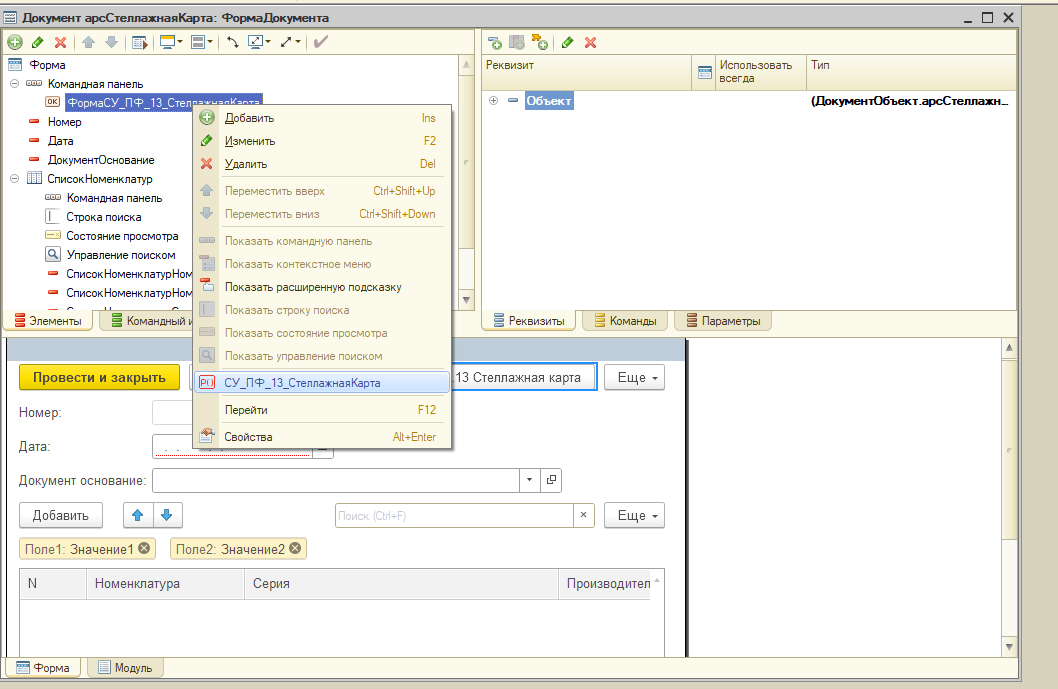 Документ арсСтеллажнаяКарта: ФормаДокумента
Форма
Командная панель
OK ФормаСУ_ПФ_13_СтеллажнаяКарта
Номер
Дата
ДокументОснование
СписокНоменклатур
Командная панель
Строка поиска
Состояние просмотра
Управление поиском
СписокНоменклатурНом
СписокНоменклатурНом
Элементы
Командный и
Добавить Ins
Изменить F2
Удалить Del
Переместить вверх Ctrl+Shift+Up
Переместить вниз Ctrl+Shift+Down
Показать командную панель
Показать контекстное меню
Показать расширенную подсказку
Показать строку поиска
Показать состояние просмотра
Показать управление поиском
СУ_ПФ_13_СтеллажнаяКарта
Перейти F12
Свойства Alt+Enter
Реквизит
Использовать
всегда
Тип
Объект
(ДокументОбъект.арсСтеллажн...
Реквизиты
Команды
Параметры
Провести и закрыть
13 Стеллажная карта
Еще
Номер:
Дата:
Документ основание:
Добавить
Поиск (Ctrl+F)
×
Еще
Поле1: Значение1
Поле2: Значение2
N
Номенклатура
Серия
Производител
Форма
Модуль